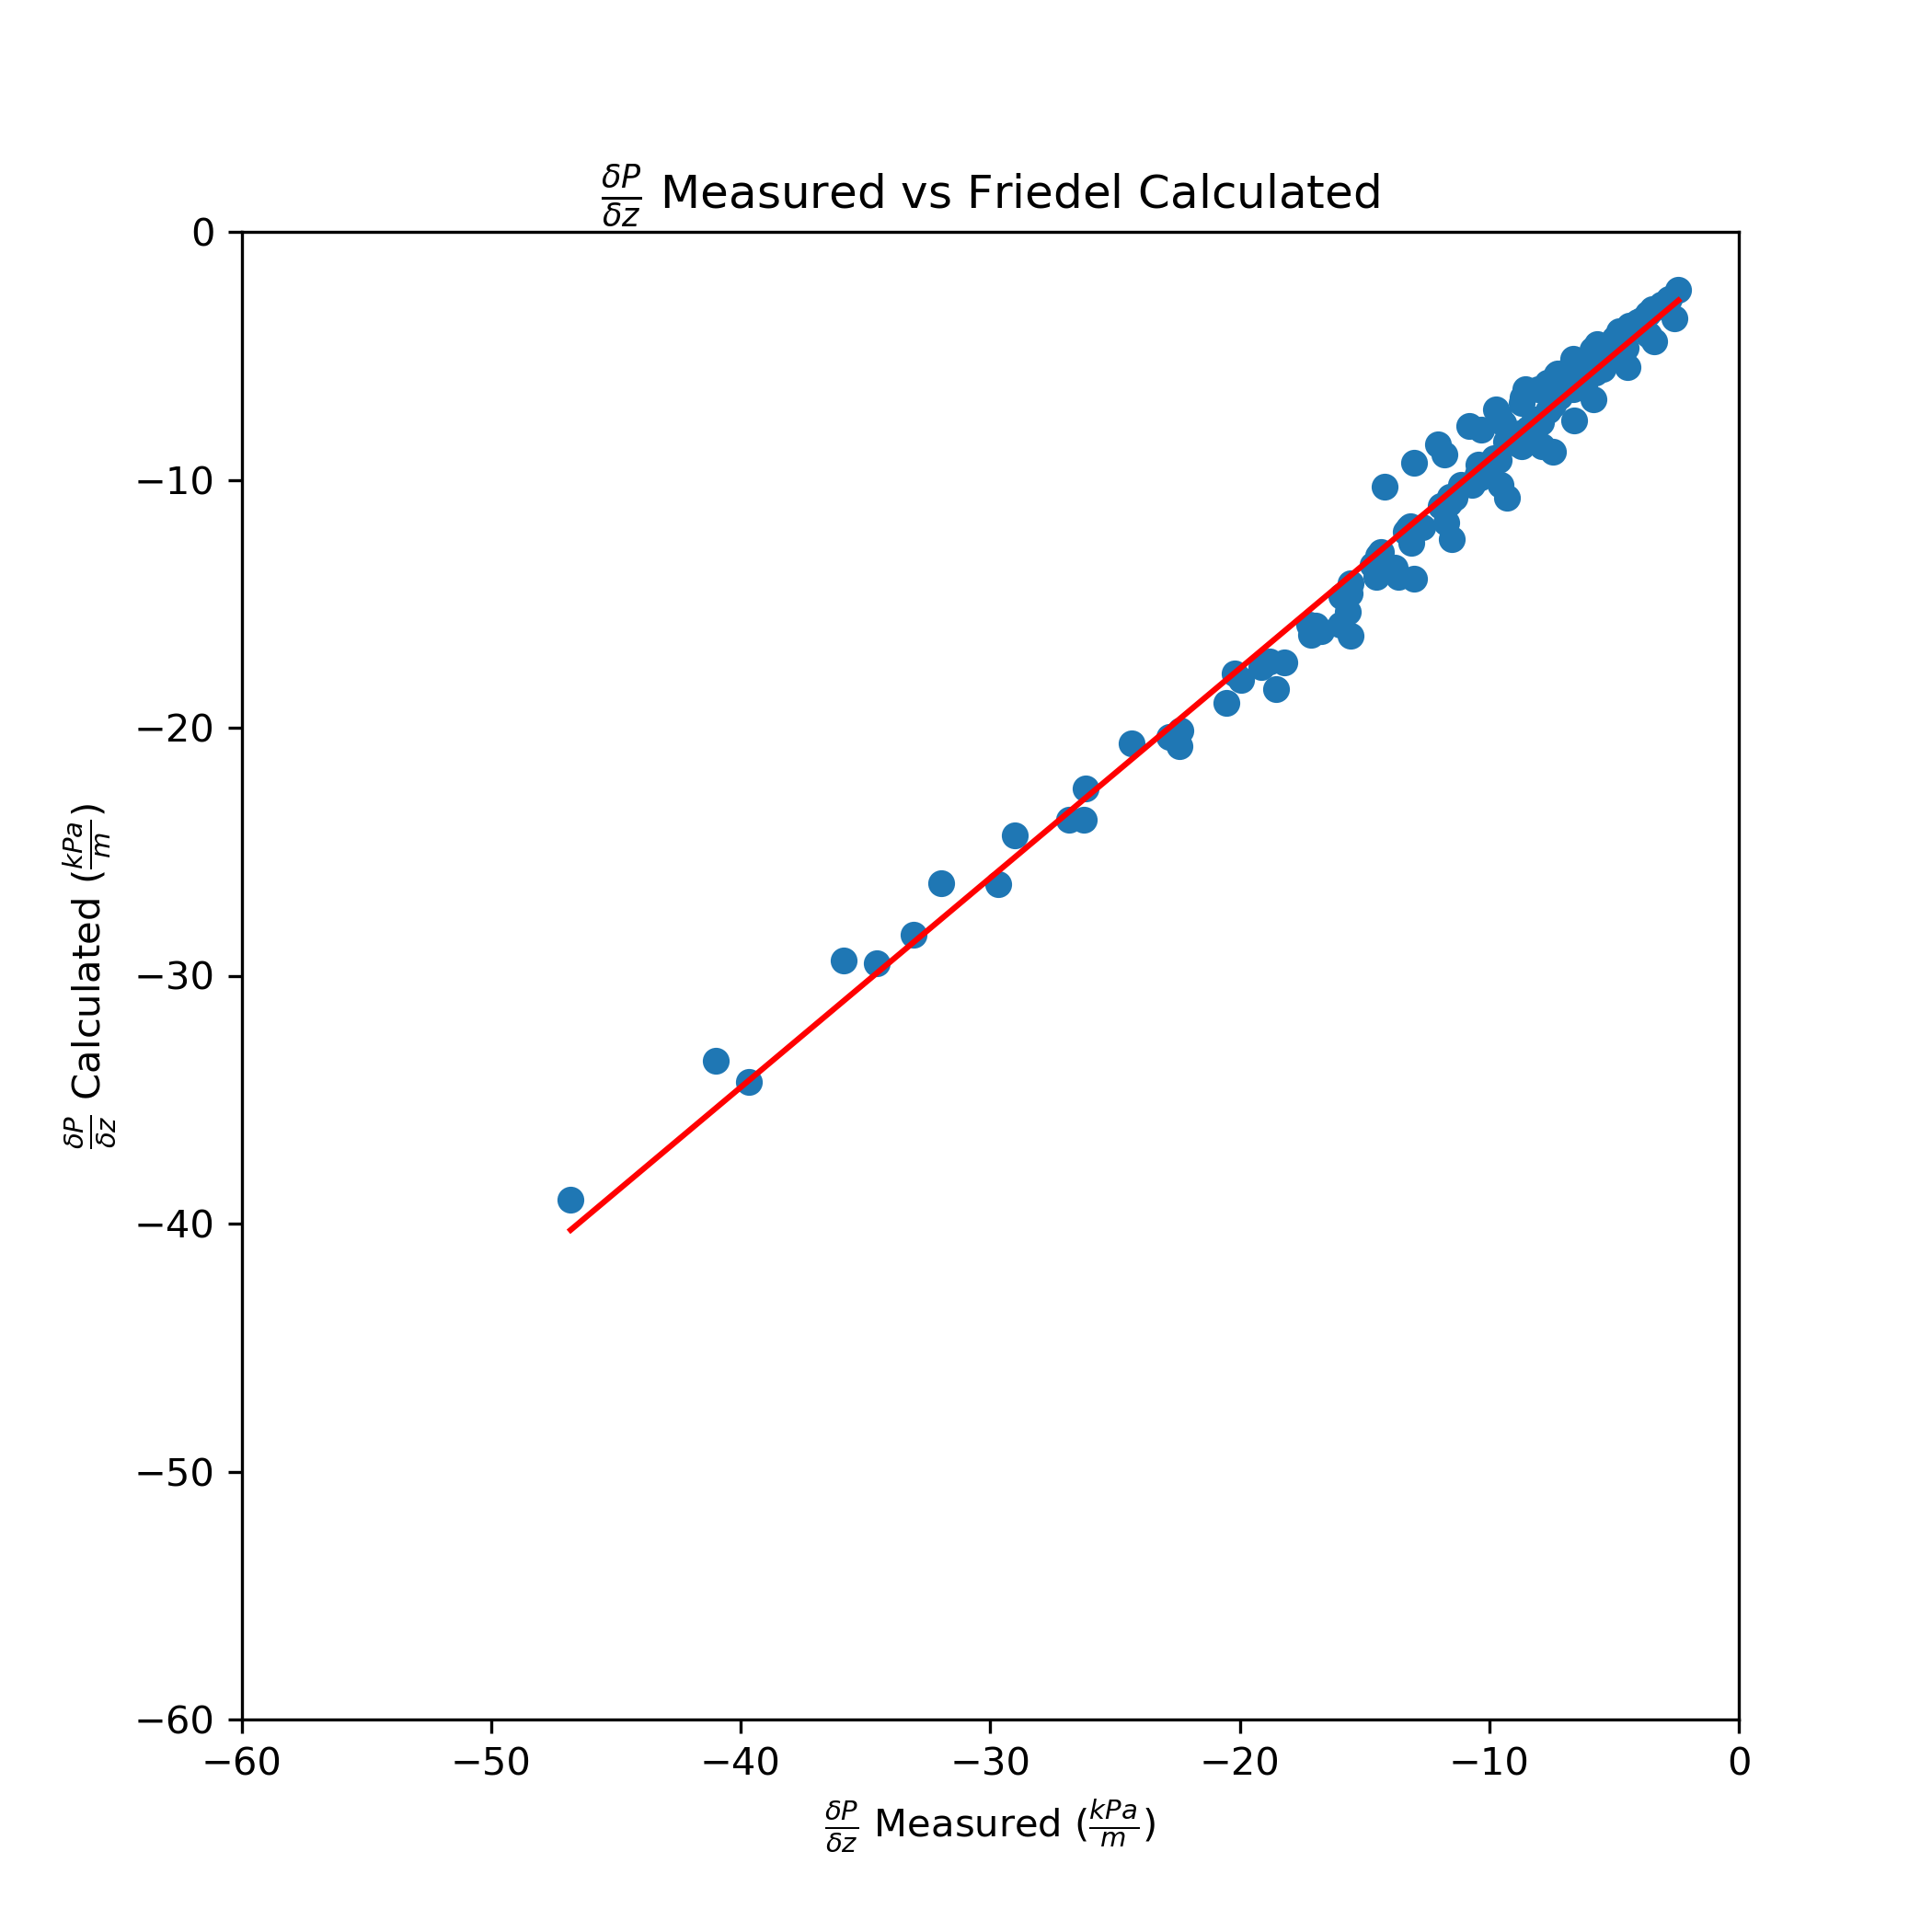 δP/δz Measured vs Friedel Calculated
0
−10
−20
−30
−40
−50
−60
δP/δz Calculated (kPa/m)
−60 −50 −40 −30 −20 −10 0
δP/δz Measured (kPa/m)